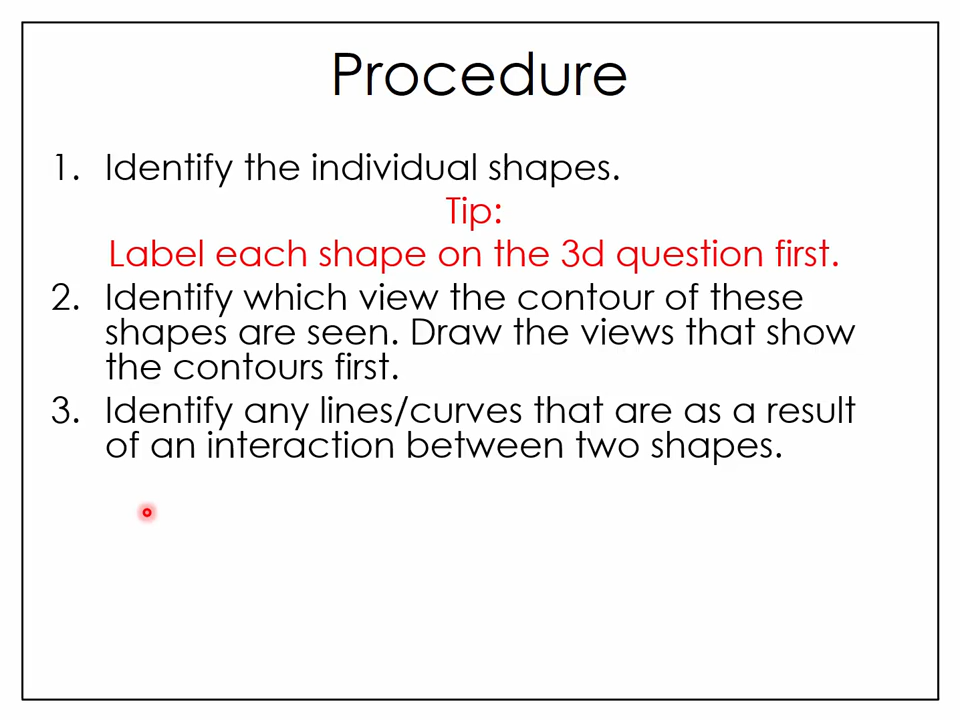 Procedure
1. Identify the individual shapes.
Tip:
Label each shape on the 3d question first.
2. Identify which view the contour of these
shapes are seen. Draw the views that show
the contours first.
3. Identify any lines/curves that are as a result
of an interaction between two shapes.